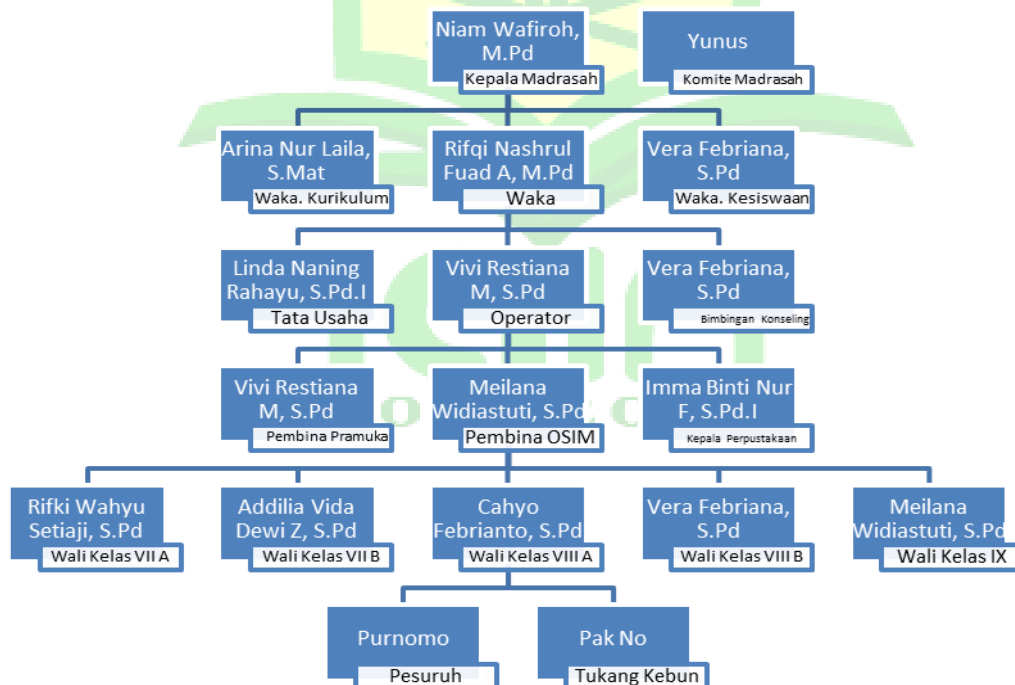 Niam Wafiroh,
M.Pd
Kepala Madrasah
Yunus
Komite Madrasah
Arina Nur Laila,
S.Mat
Waka. Kurikulum
Rifqi Nashrul
Fuad A, M.Pd
Waka
Vera Febriana,
S.Pd
Waka. Kesiswaan
Linda Naning
Rahayu, S.Pd.I
Tata Usaha
Vivi Restiana
M, S.Pd
Operator
Vera Febriana,
S.Pd
Bimbingan Konseling
Vivi Restiana
M, S.Pd
Pembina Pramuka
Meilana
Widiastuti, S.Pd
Pembina OSIM
Imma Binti Nur
F, S.Pd.I
Kepala Perpustakaan
Rifki Wahyu
Setiaji, S.Pd
Wali Kelas VII A
Addilia Vida
Dewi Z, S.Pd
Wali Kelas VII B
Cahyo
Febrianto, S.Pd
Wali Kelas VIII A
Vera Febriana,
S.Pd
Wali Kelas VIII B
Meilana
Widiastuti, S.Pd
Wali Kelas IX
Purnomo
Pesuruh
Pak No
Tukang Kebun